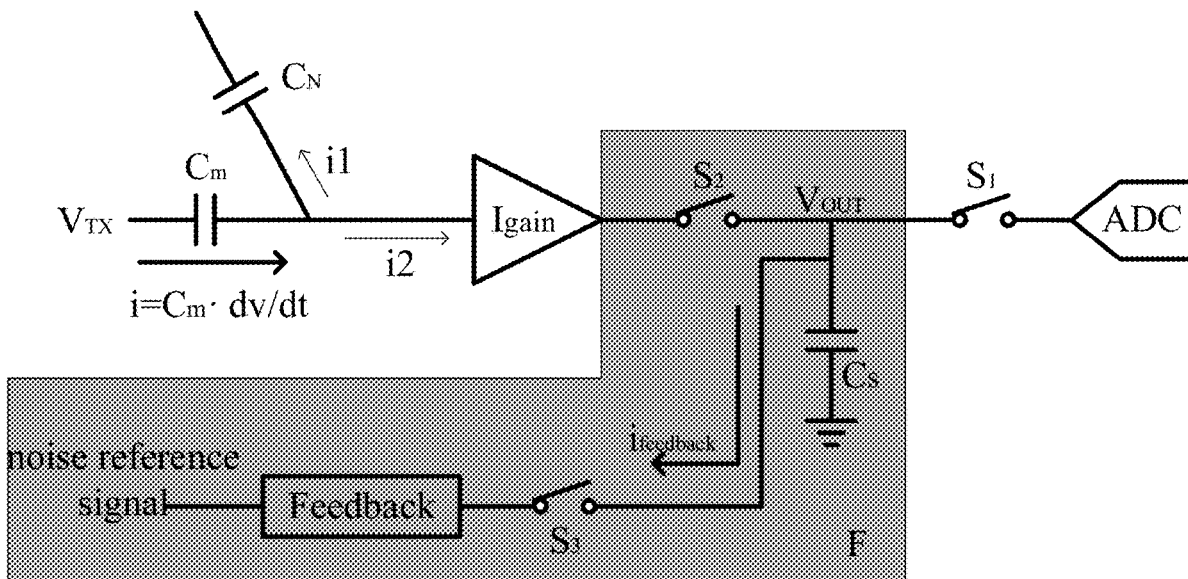 CN
Cm
i1
VTX
i2
i=Cm· dv/dt
Igain
S2
VOUT
S1
ADC
Cs
ifeedback
noise reference
signal
Feedback
S3
F